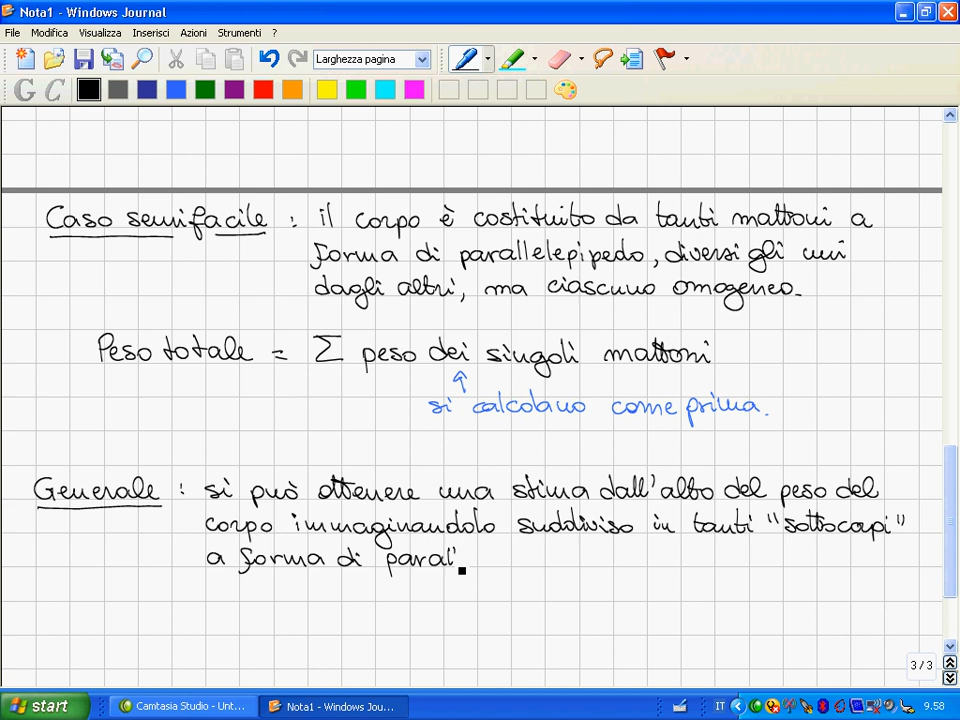 Nota1 - Windows Journal
File Modifica Visualizza Inserisci Azioni Strumenti ?
Larghezza pagina
G C
Caso semifacile : il corpo è costituito da tanti mattoni a
forma di parallelepipedo, diversi gli uni
dagli altri, ma ciascuno omogeneo.
Peso totale = Σ peso dei singoli mattoni
↑
si calcolano come prima.
Generale : si può ottenere una stima dall'alto del peso del
corpo immaginandolo suddiviso in tanti "sottocorpi"
a forma di paral
3 / 3
start Camtasia Studio - Unt... Nota1 - Windows Jou... IT 9.58